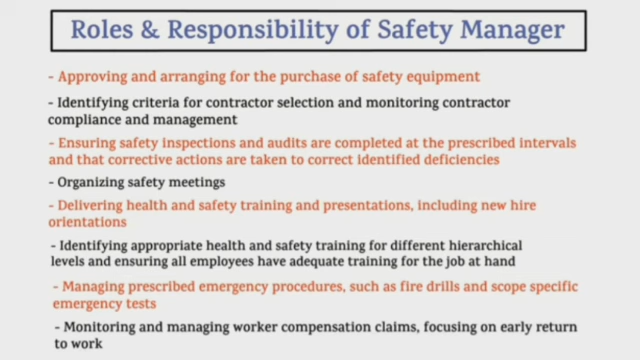 Roles & Responsibility of Safety Manager
- Approving and arranging for the purchase of safety equipment
- Identifying criteria for contractor selection and monitoring contractor
compliance and management
- Ensuring safety inspections and audits are completed at the prescribed intervals
and that corrective actions are taken to correct identified deficiencies
- Organizing safety meetings
- Delivering health and safety training and presentations, including new hire
orientations
- Identifying appropriate health and safety training for different hierarchical
levels and ensuring all employees have adequate training for the job at hand
- Managing prescribed emergency procedures, such as fire drills and scope specific
emergency tests
- Monitoring and managing worker compensation claims, focusing on early return
to work